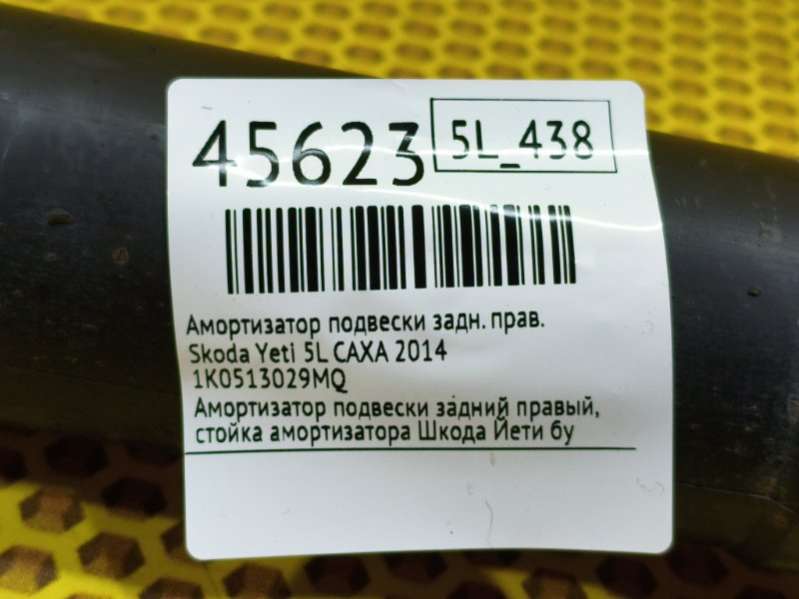 45623
5L_438
Амортизатор подвески задн. прав.
Skoda Yeti 5L CAXA 2014
1K0513029MQ
Амортизатор подвески задний правый,
стойка амортизатора Шкода Йети бу